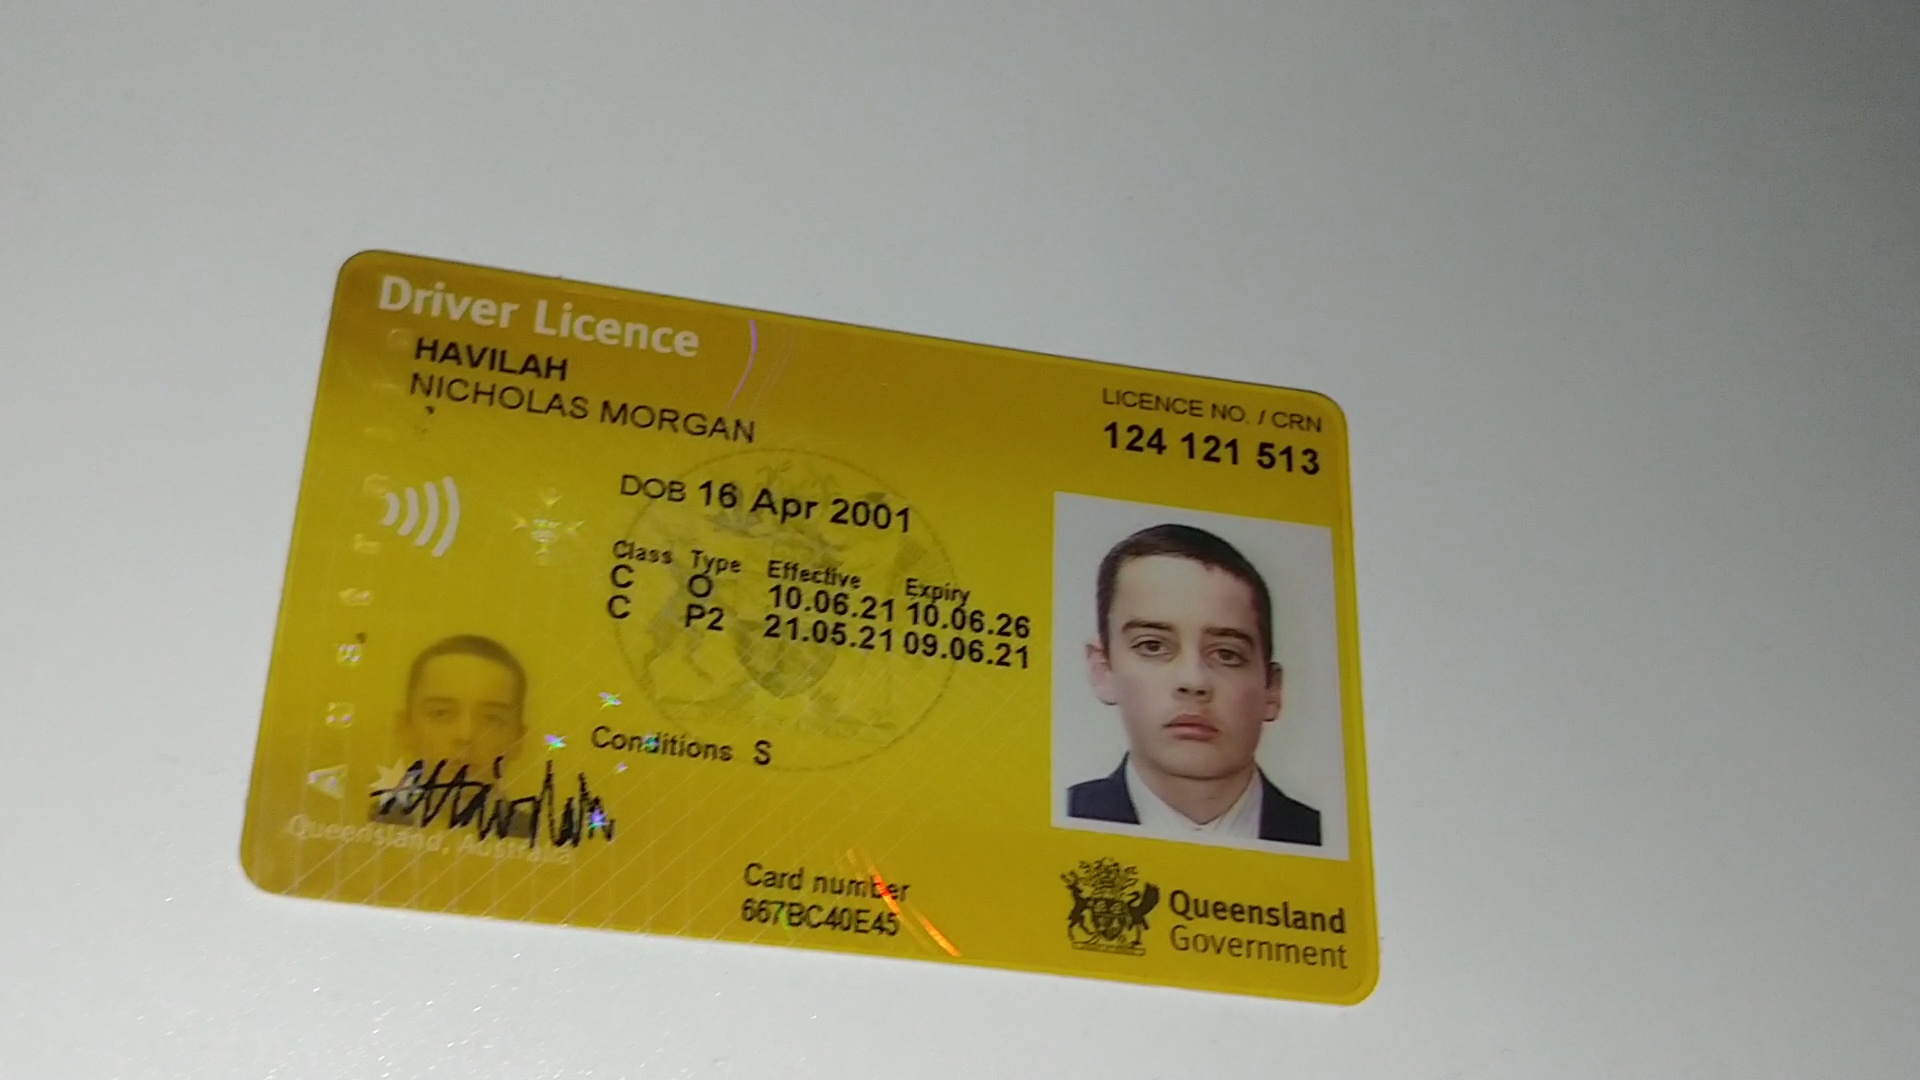 Driver Licence
HAVILAH
NICHOLAS MORGAN
LICENCE NO. / CRN
124 121 513
DOB 16 Apr 2001
Class Type Effective Expiry
C O 10.06.21 10.06.26
C P2 21.05.21 09.06.21
Conditions S
Queensland, Australia
Card number
667BC40E45
Queensland
Government